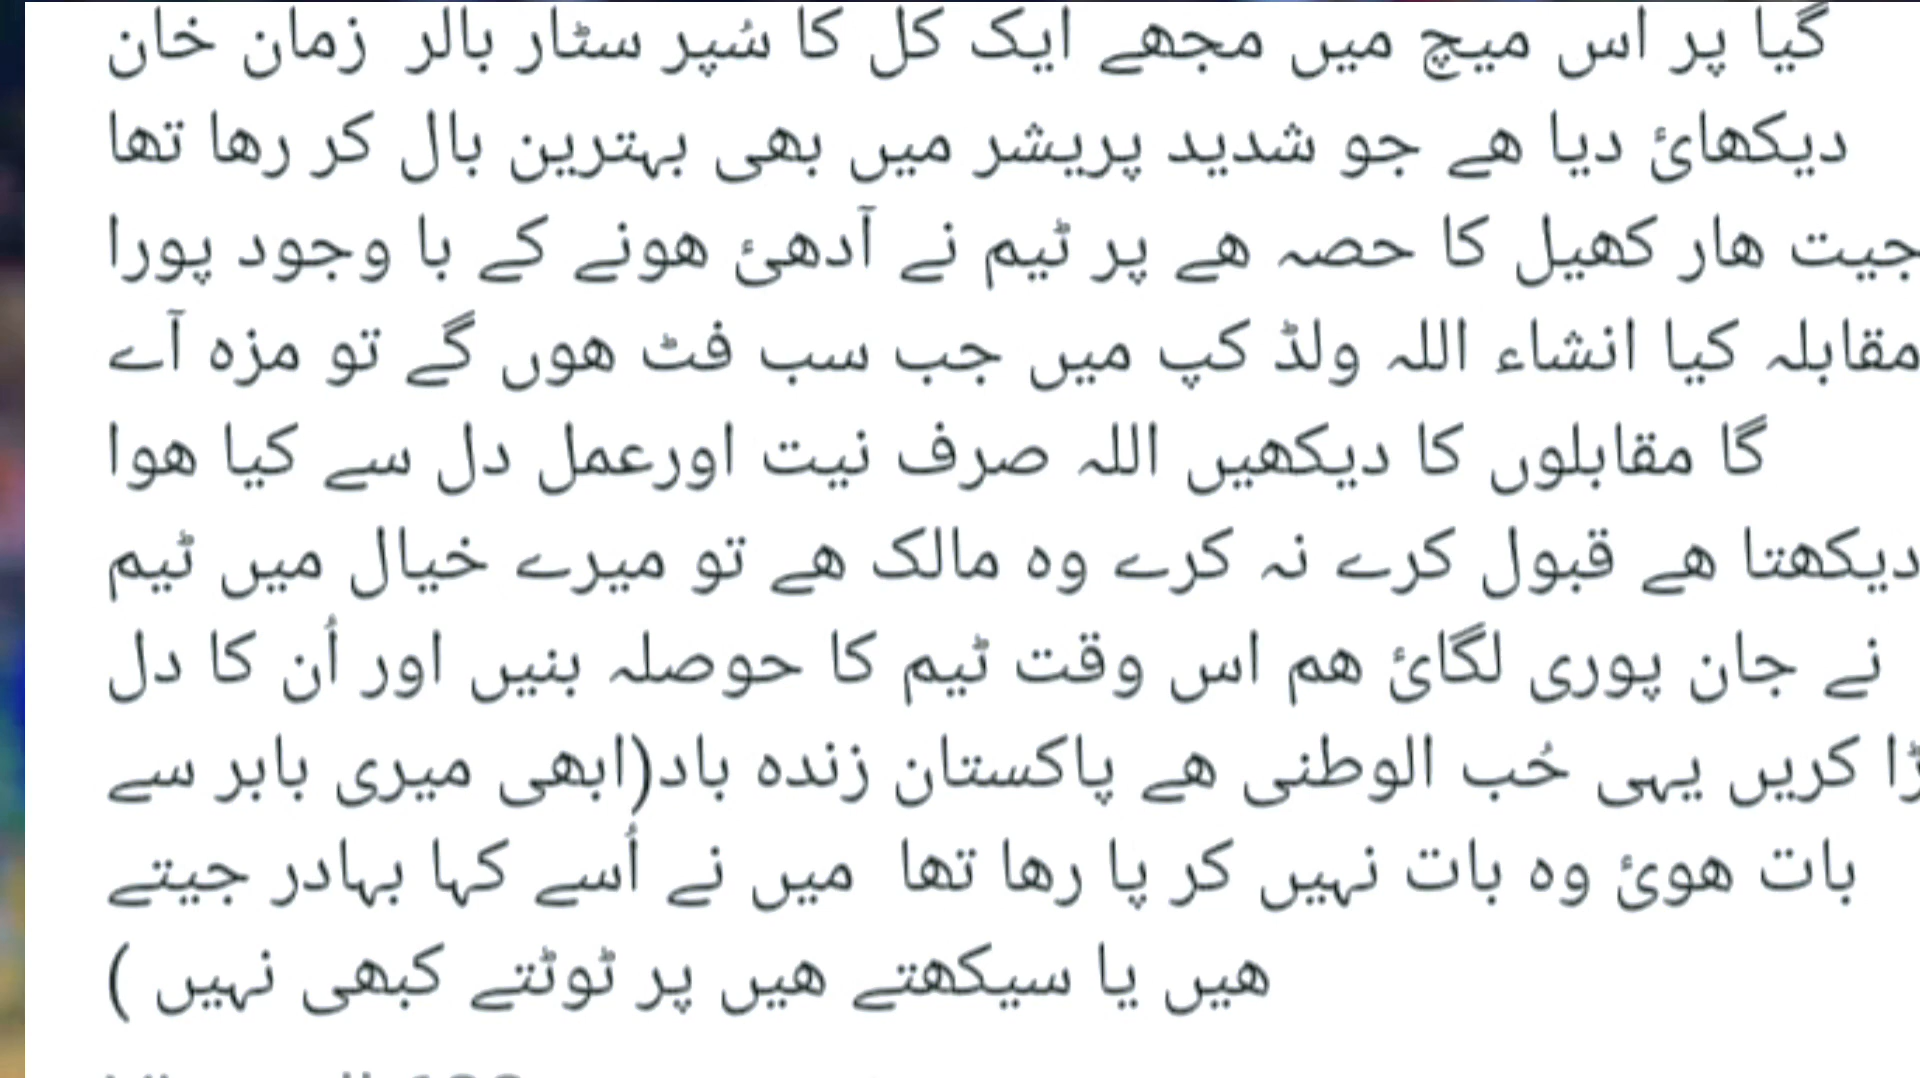 گیا پر اس میچ میں مجھے ایک کل کا سُپر سٹار بالر زمان خان
دیکھائ دیا ھے جو شدید پریشر میں بھی بہترین بال کر رھا تھا
جیت ھار کھیل کا حصہ ھے پر ٹیم نے آدھئ ھونے کے با وجود پورا
مقابلہ کیا انشاء اللہ ولڈ کپ میں جب سب فٹ ھوں گے تو مزہ آے
گا مقابلوں کا دیکھیں اللہ صرف نیت اورعمل دل سے کیا ھوا
دیکھتا ھے قبول کرے نہ کرے وہ مالک ھے تو میرے خیال میں ٹیم
نے جان پوری لگائ ھم اس وقت ٹیم کا حوصلہ بنیں اور اُن کا دل
ڑا کریں یہی حُب الوطنی ھے پاکستان زندہ باد(ابھی میری بابر سے
بات ھوئ وہ بات نہیں کر پا رھا تھا میں نے اُسے کہا بہادر جیتے
ھیں یا سیکھتے ھیں پر ٹوٹتے کبھی نہیں )